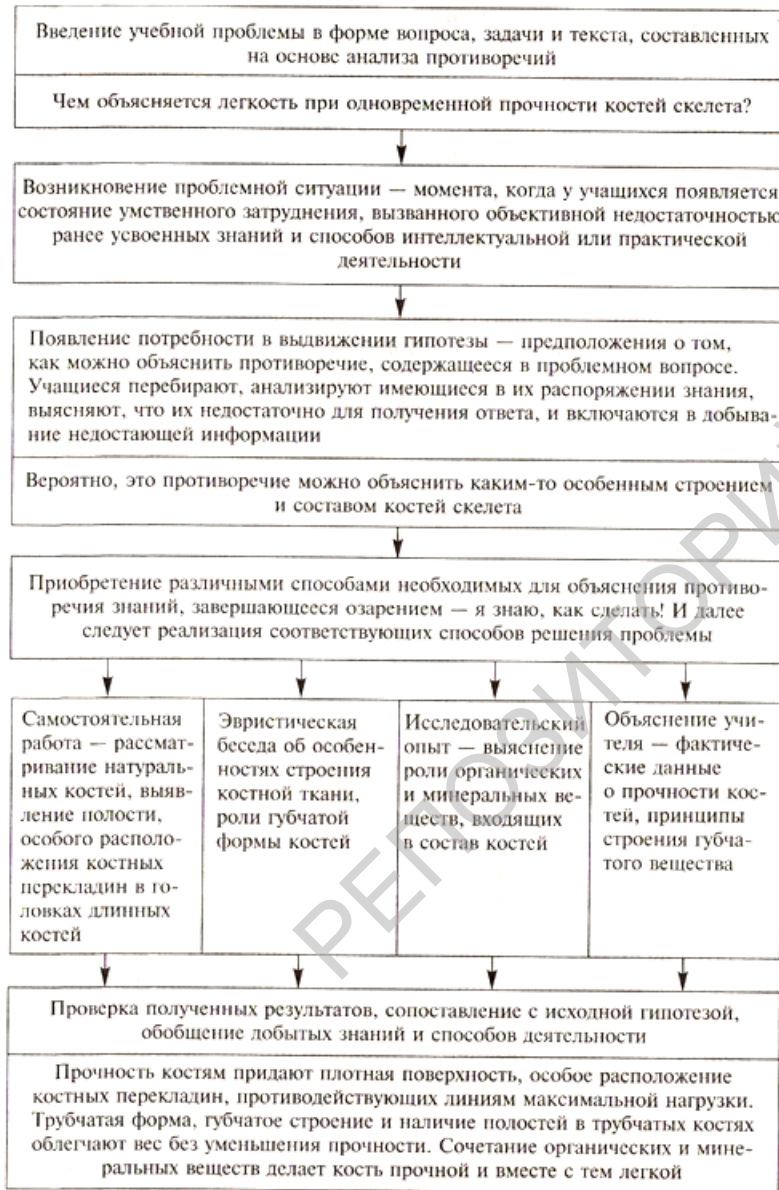 Введение учебной проблемы в форме вопроса, задачи и текста, составленных
на основе анализа противоречий
Чем объясняется легкость при одновременной прочности костей скелета?
Возникновение проблемной ситуации — момента, когда у учащихся появляется
состояние умственного затруднения, вызванного объективной недостаточностью
ранее усвоенных знаний и способов интеллектуальной или практической
деятельности
Появление потребности в выдвижении гипотезы — предположения о том,
как можно объяснить противоречие, содержащееся в проблемном вопросе.
Учащиеся перебирают, анализируют имеющиеся в их распоряжении знания,
выясняют, что их недостаточно для получения ответа, и включаются в добыва-
ние недостающей информации
Вероятно, это противоречие можно объяснить каким-то особенным строением
и составом костей скелета
Приобретение различными способами необходимых для объяснения противо-
речия знаний, завершающееся озарением — я знаю, как сделать! И далее
следует реализация соответствующих способов решения проблемы
Самостоятельная
работа — рассмат-
ривание натураль-
ных костей, выяв-
ление полости,
особого располо-
жения костных
перекладин в го-
ловках длинных
костей
Эвристическая
беседа об особен-
ностях строения
костной ткани,
роли губчатой
формы костей
Исследовательский
опыт — выяснение
роли органических
и минеральных ве-
ществ, входящих
в состав костей
Объяснение учи-
теля — фактичес-
кие данные
о прочности кос-
тей, принципы
строения губча-
того вещества
Проверка полученных результатов, сопоставление с исходной гипотезой,
обобщение добытых знаний и способов деятельности
Прочность костям придают плотная поверхность, особое расположение
костных перекладин, противодействующих линиям максимальной нагрузки.
Трубчатая форма, губчатое строение и наличие полостей в трубчатых костях
облегчают вес без уменьшения прочности. Сочетание органических и мине-
ральных веществ делает кость прочной и вместе с тем легкой
РЕПОЗИТОРИЙ